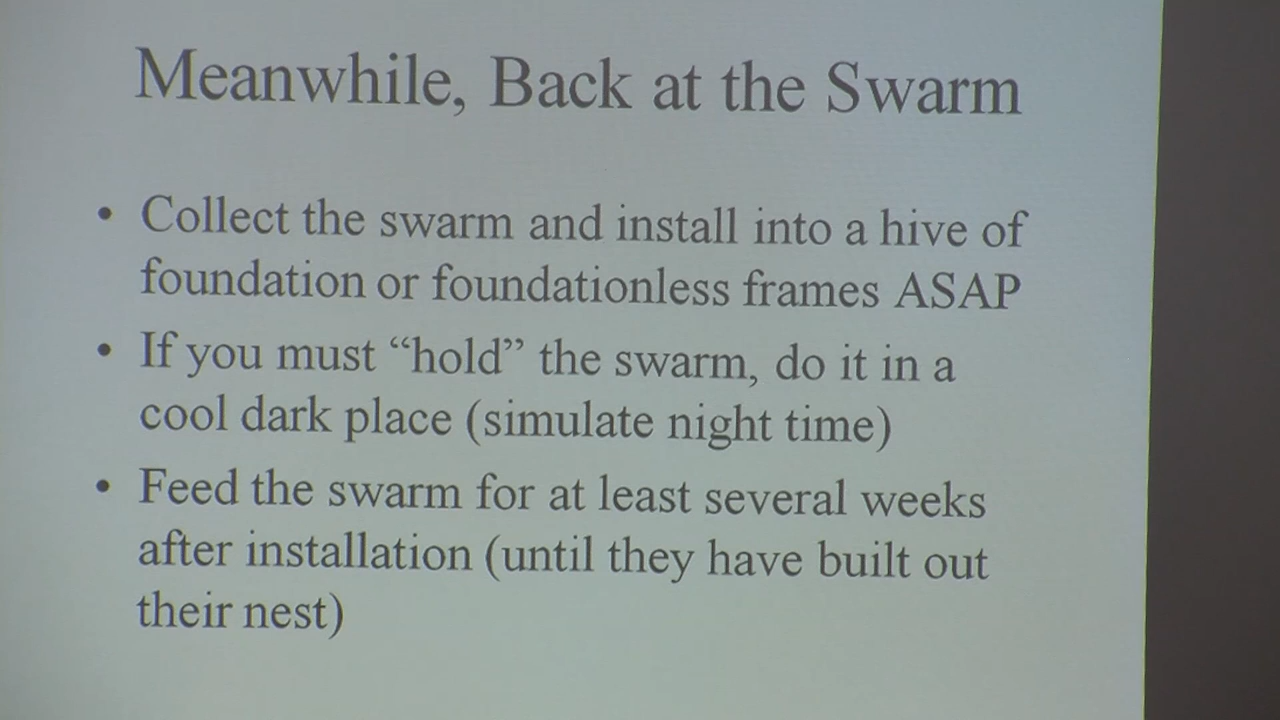 Meanwhile, Back at the Swarm
• Collect the swarm and install into a hive of
foundation or foundationless frames ASAP
• If you must “hold” the swarm, do it in a
cool dark place (simulate night time)
• Feed the swarm for at least several weeks
after installation (until they have built out
their nest)